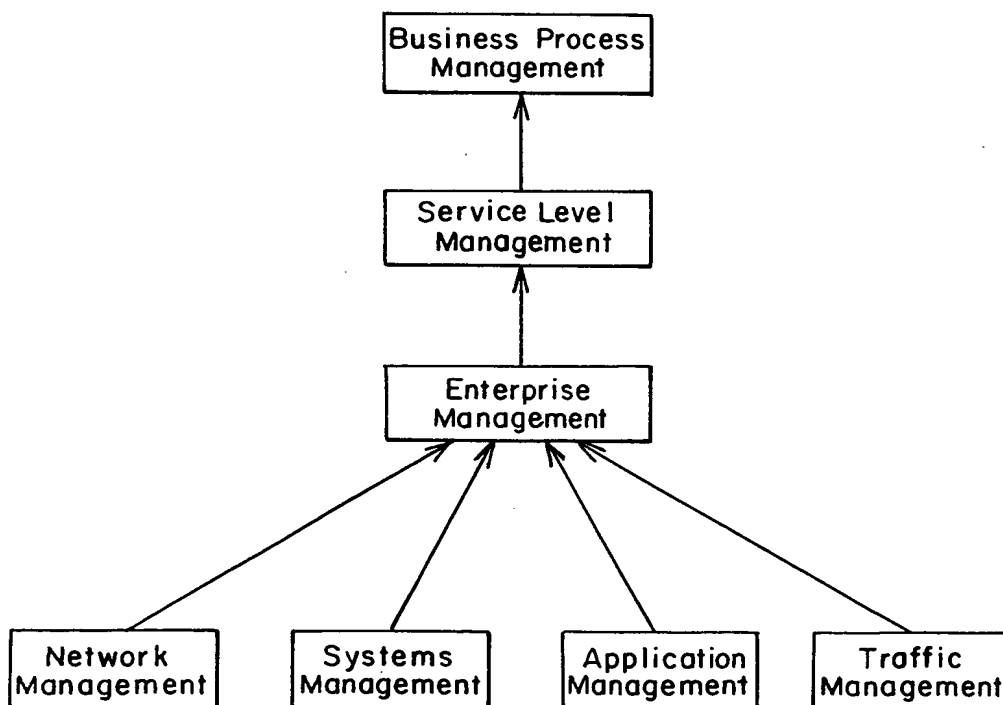 Business Process
Management
Service Level
Management
Enterprise
Management
Network
Management
Systems
Management
Application
Management
Traffic
Management